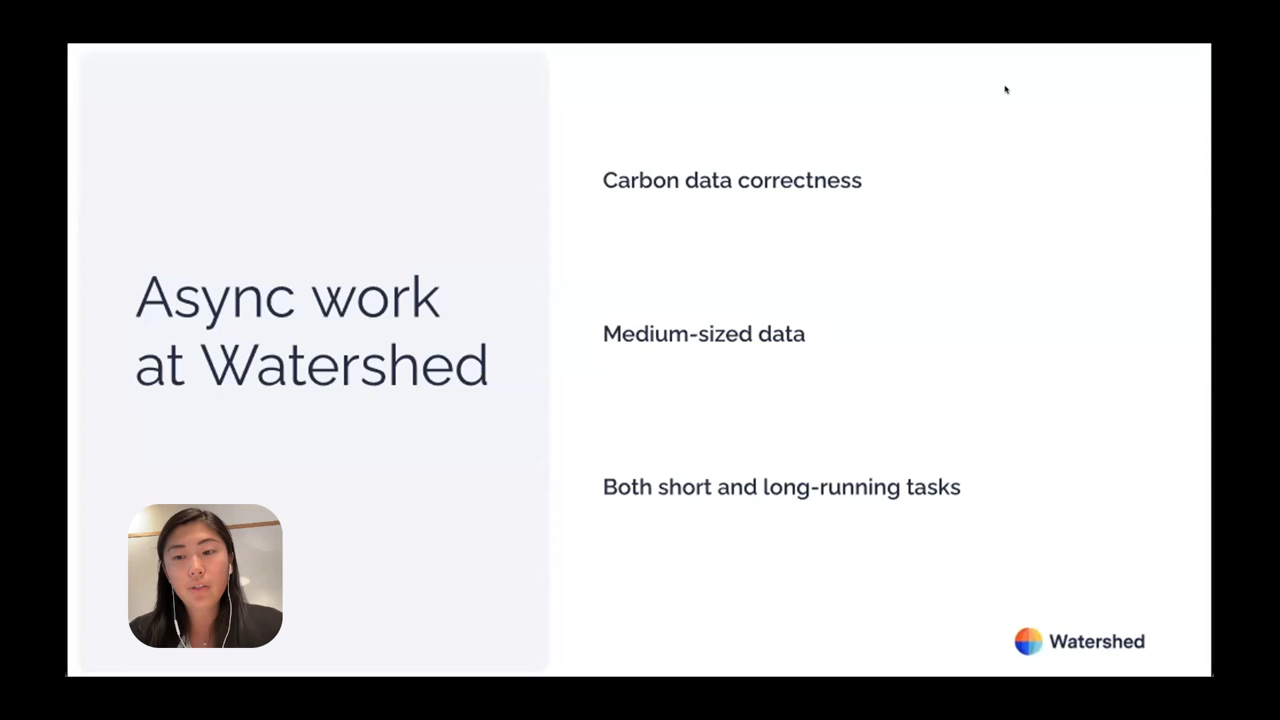 Async work
at Watershed
Carbon data correctness
Medium-sized data
Both short and long-running tasks
Watershed